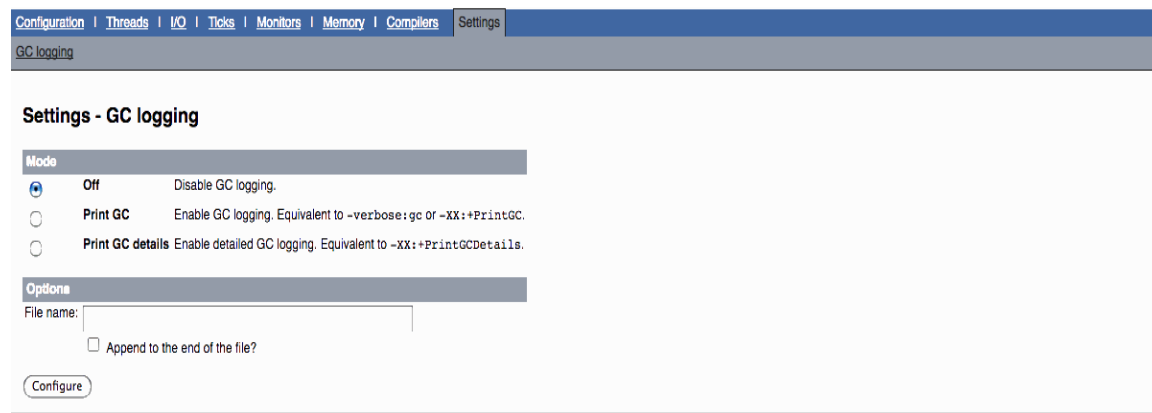 Configuration | Threads | I/O | Ticks | Monitors | Memory | Compilers Settings
GC logging
Settings - GC logging
Mode
Off Disable GC logging.
Print GC Enable GC logging. Equivalent to -verbose:gc or -XX:+PrintGC.
Print GC details Enable detailed GC logging. Equivalent to -XX:+PrintGCDetails.
Options
File name:
Append to the end of the file?
Configure